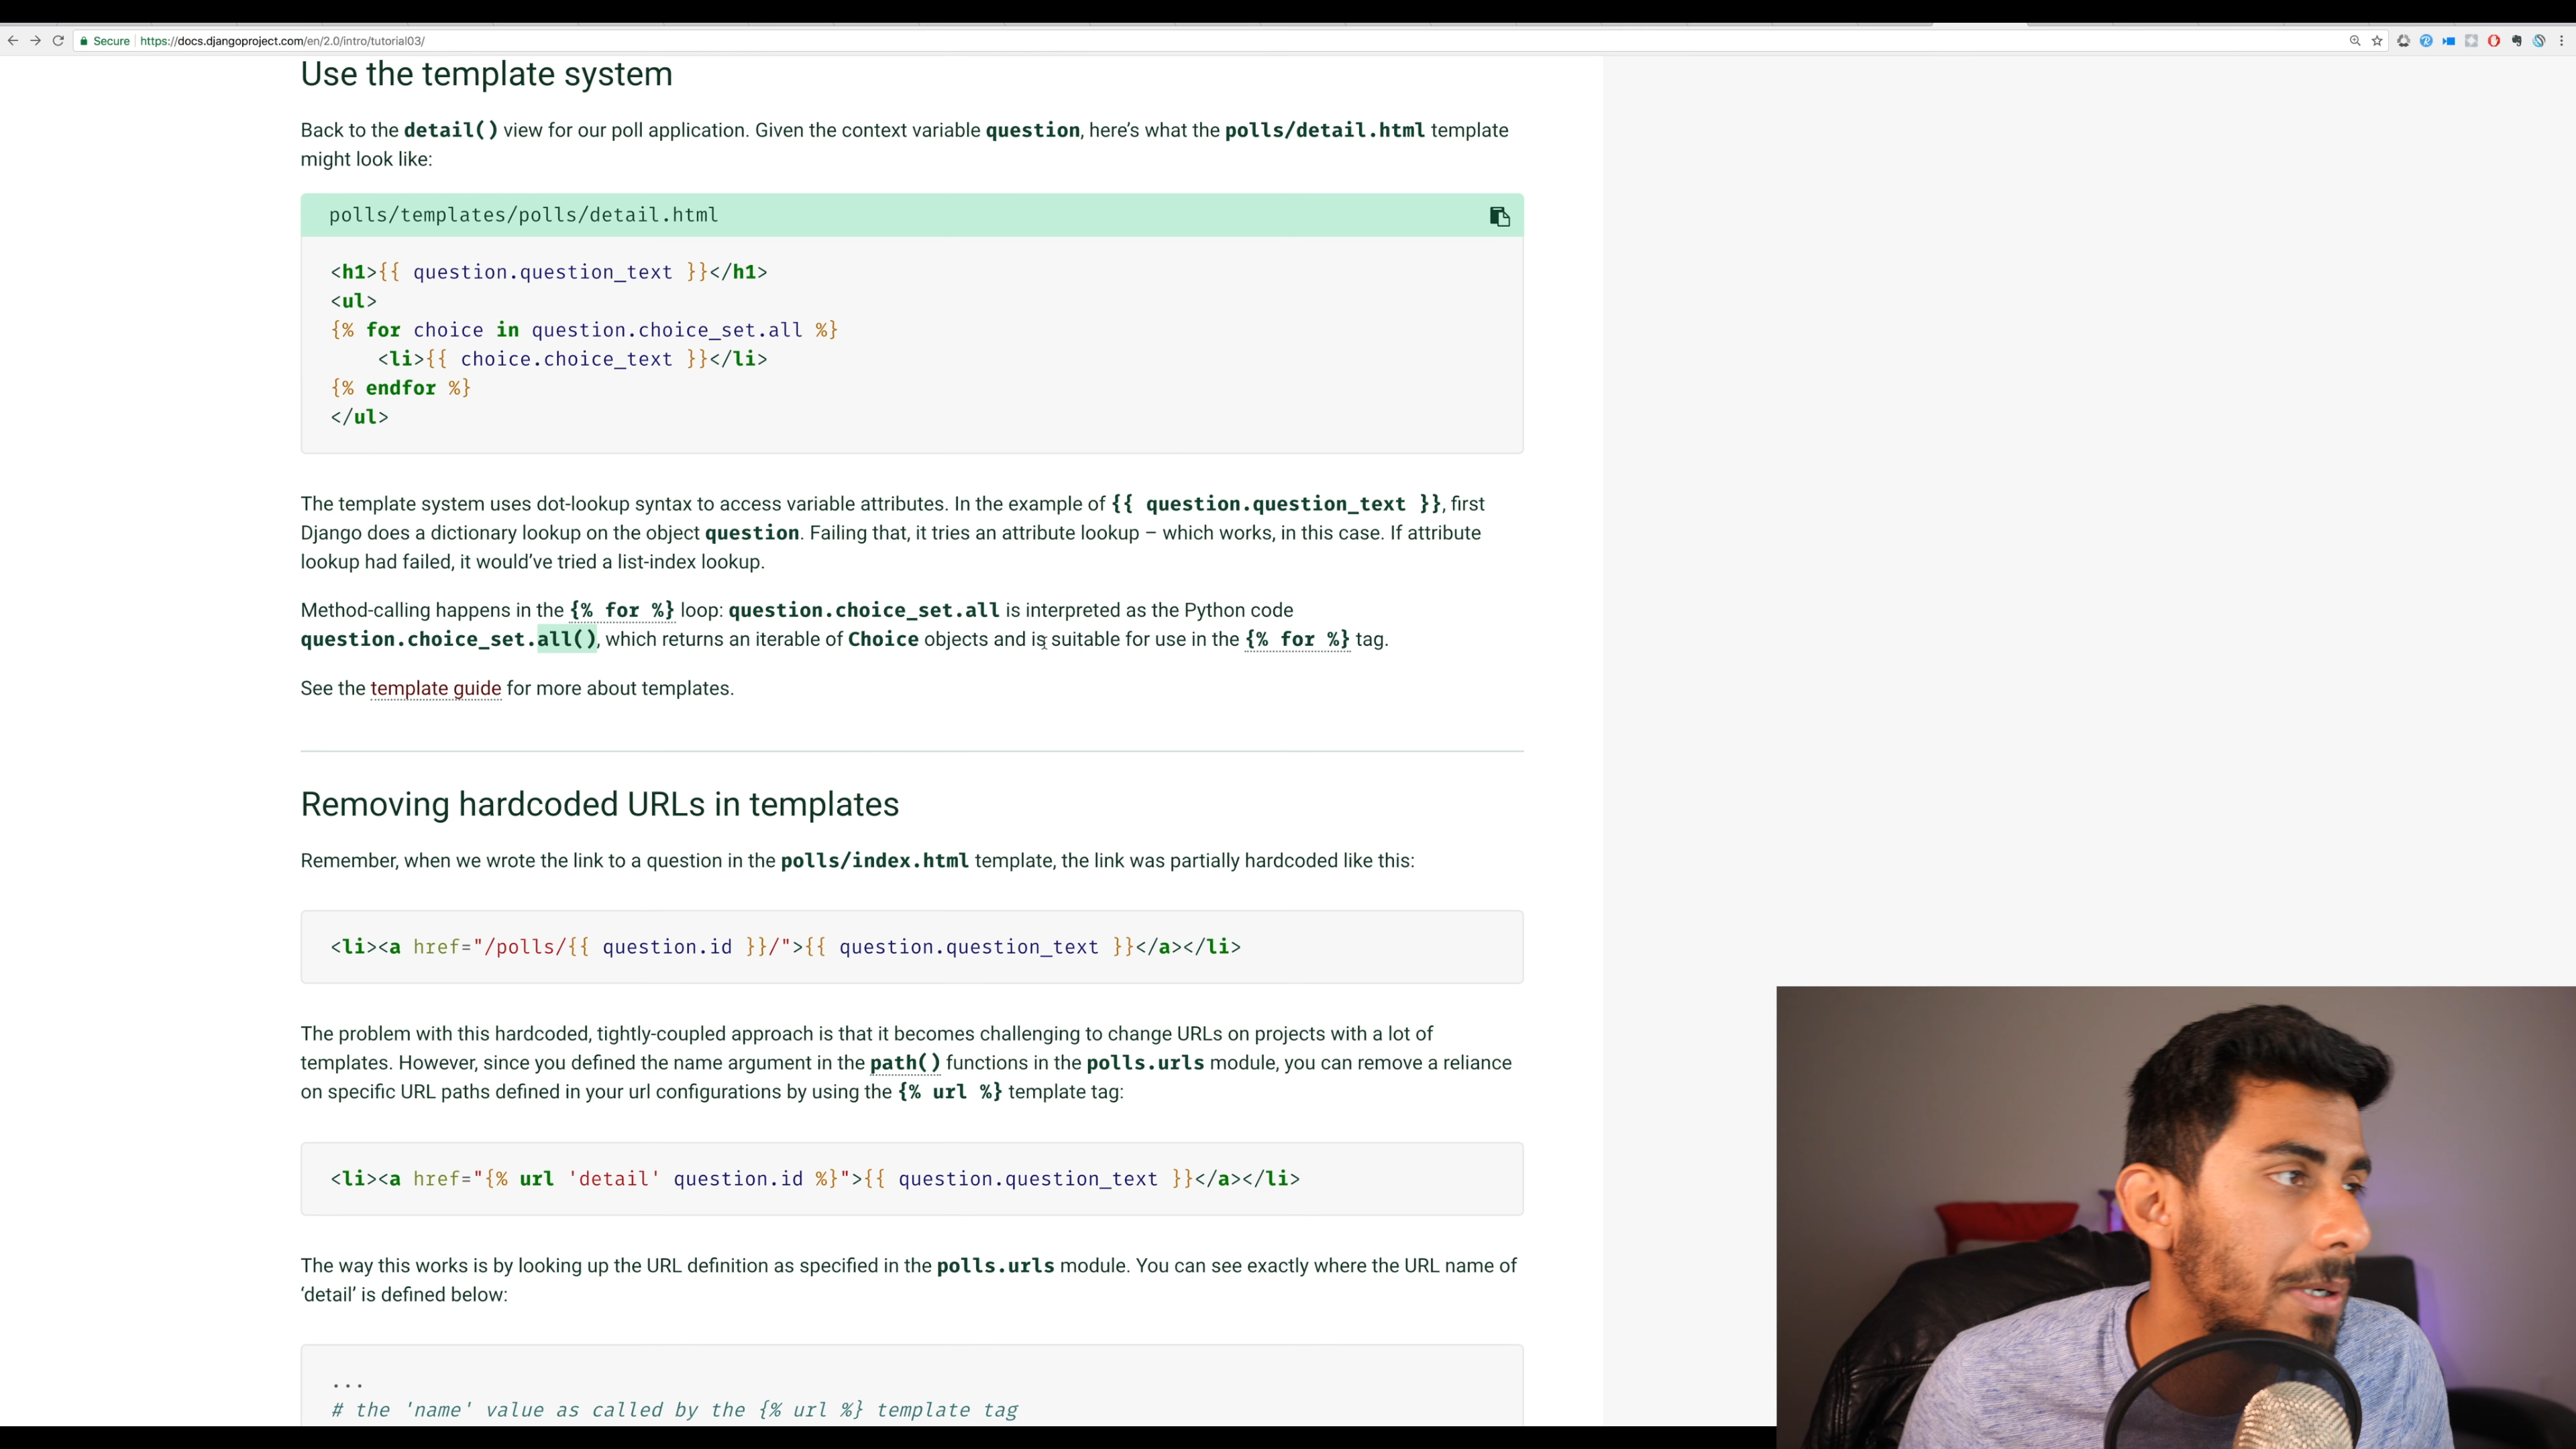 Secure https://docs.djangoproject.com/en/2.0/intro/tutorial03/
Use the template system
Back to the detail() view for our poll application. Given the context variable question, here’s what the polls/detail.html template
might look like:
polls/templates/polls/detail.html
<h1>{{ question.question_text }}</h1>
<ul>
{% for choice in question.choice_set.all %}
    <li>{{ choice.choice_text }}</li>
{% endfor %}
</ul>
The template system uses dot-lookup syntax to access variable attributes. In the example of {{ question.question_text }}, first
Django does a dictionary lookup on the object question. Failing that, it tries an attribute lookup – which works, in this case. If attribute
lookup had failed, it would’ve tried a list-index lookup.
Method-calling happens in the {% for %} loop: question.choice_set.all is interpreted as the Python code
question.choice_set.all(), which returns an iterable of Choice objects and is suitable for use in the {% for %} tag.
See the template guide for more about templates.
Removing hardcoded URLs in templates
Remember, when we wrote the link to a question in the polls/index.html template, the link was partially hardcoded like this:
<li><a href="/polls/{{ question.id }}/">{{ question.question_text }}</a></li>
The problem with this hardcoded, tightly-coupled approach is that it becomes challenging to change URLs on projects with a lot of
templates. However, since you defined the name argument in the path() functions in the polls.urls module, you can remove a reliance
on specific URL paths defined in your url configurations by using the {% url %} template tag:
<li><a href="{% url 'detail' question.id %}">{{ question.question_text }}</a></li>
The way this works is by looking up the URL definition as specified in the polls.urls module. You can see exactly where the URL name of
‘detail’ is defined below:
...
# the 'name' value as called by the {% url %} template tag